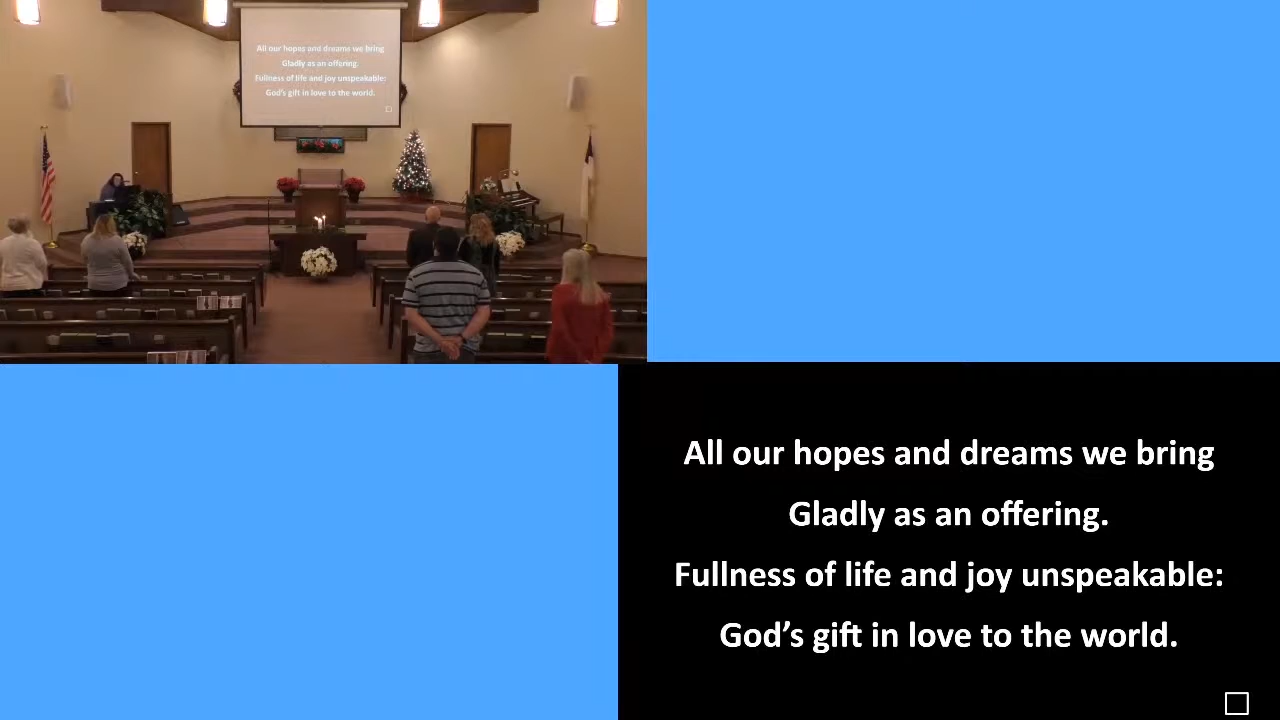 All our hopes and dreams we bring
Gladly as an offering.
Fullness of life and joy unspeakable:
God's gift in love to the world.
All our hopes and dreams we bring
Gladly as an offering.
Fullness of life and joy unspeakable:
God’s gift in love to the world.